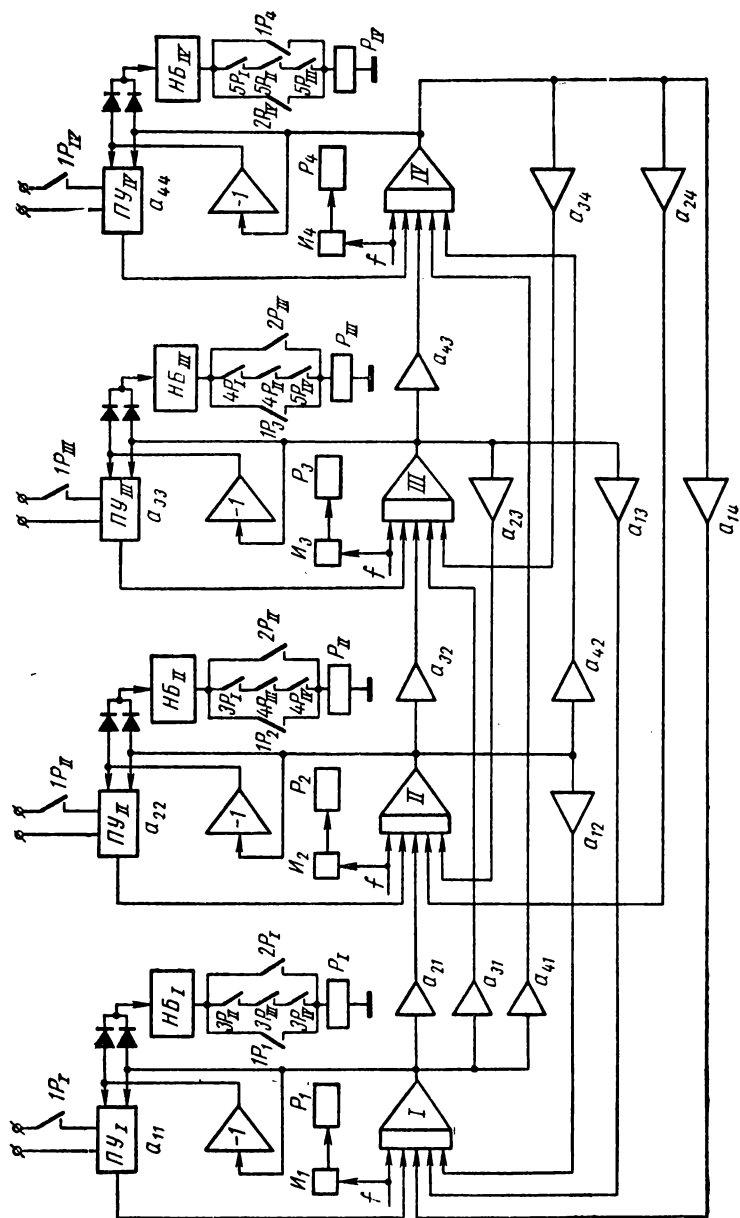 1P_I
ПУ_I
a_11
НБ_I
1P_1
3P_II
3P_III
3P_IV
2P_I
P_I
-1
И_1
P_1
f
I
a_21
a_31
a_41
1P_II
ПУ_II
a_22
НБ_II
1P_2
3P_I
4P_III
4P_IV
2P_II
P_II
-1
И_2
P_2
f
II
a_32
a_12
a_42
1P_III
ПУ_III
a_33
НБ_III
1P_3
4P_I
4P_II
5P_IV
2P_III
P_III
-1
И_3
P_3
f
III
a_43
a_23
a_13
1P_IV
ПУ_IV
a_44
НБ_IV
2P_IV
5P_I
5P_II
5P_III
1P_4
P_IV
-1
И_4
P_4
f
IV
a_34
a_24
a_14